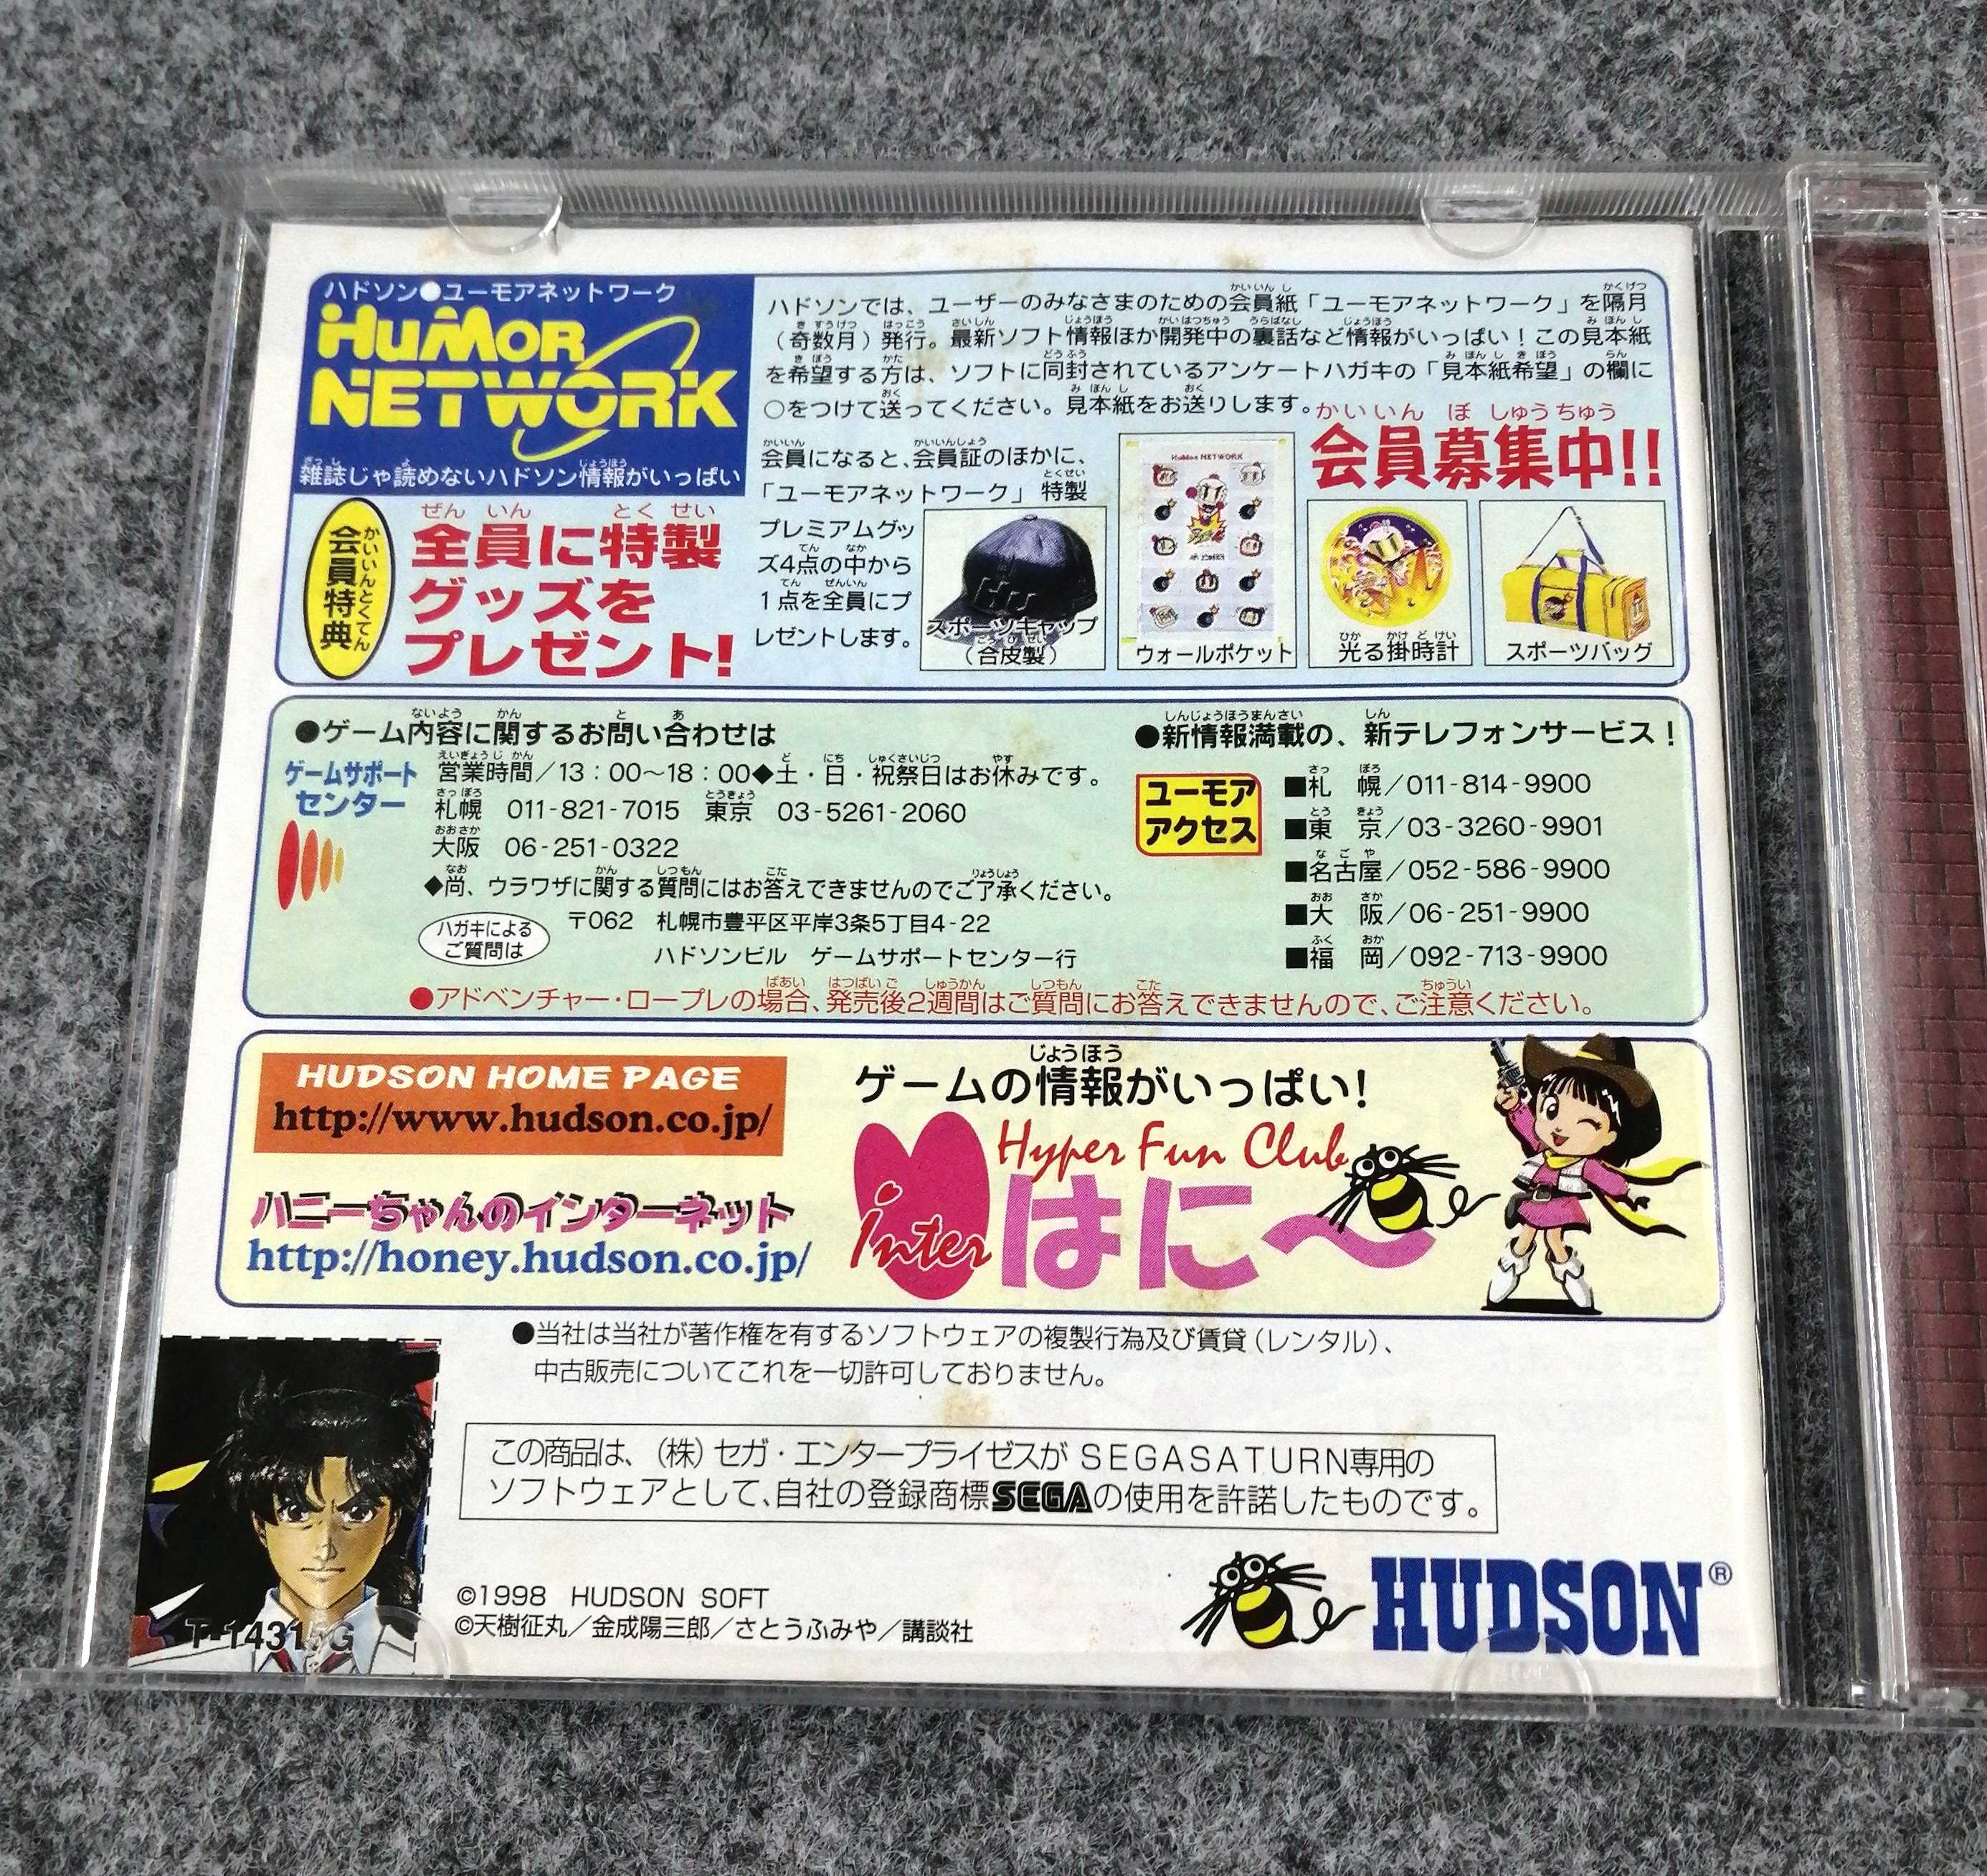 ハドソン●ユーモアネットワーク
HuMOR
NETWORK
雑誌じゃ読めないハドソン情報がいっぱい
会員特典
全員に特製
グッズを
プレゼント!
ハドソンでは、ユーザーのみなさまのための会員紙「ユーモアネットワーク」を隔月
(奇数月)発行。最新ソフト情報ほか開発中の裏話など情報がいっぱい!この見本紙
を希望する方は、ソフトに同封されているアンケートハガキの「見本紙希望」の欄に
○をつけて送ってください。見本紙をお送りします。
会員募集中!!
会員になると、会員証のほかに、
「ユーモアネットワーク」特製
プレミアムグッ
ズ4点の中から
1点を全員にプ
レゼントします。
Hu
スポーツキャップ
(合皮製)
HuMoR NETWORK
ウォールポケット
光る掛時計
スポーツバッグ
●ゲーム内容に関するお問い合わせは
ゲームサポート
センター
営業時間/13:00〜18:00◆土・日・祝祭日はお休みです。
札幌 011-821-7015 東京 03-5261-2060
大阪 06-251-0322
◆尚、ウラワザに関する質問にはお答えできませんのでご了承ください。
ハガキによる
ご質問は
〒062 札幌市豊平区平岸3条5丁目4-22
ハドソンビル ゲームサポートセンター行
●新情報満載の、新テレフォンサービス!
ユーモア
アクセス
■札 幌/011-814-9900
■東 京/03-3260-9901
■名古屋/052-586-9900
■大 阪/06-251-9900
■福 岡/092-713-9900
●アドベンチャー・ロープレの場合、発売後2週間はご質問にお答えできませんので、ご注意ください。
HUDSON HOME PAGE
http://www.hudson.co.jp/
ハニーちゃんのインターネット
http://honey.hudson.co.jp/
ゲームの情報がいっぱい!
Hyper Fun Club
inter はに〜
●当社は当社が著作権を有するソフトウェアの複製行為及び賃貸(レンタル)、
中古販売についてこれを一切許可しておりません。
この商品は、(株)セガ・エンタープライゼスが SEGASATURN専用の
ソフトウェアとして、自社の登録商標SEGAの使用を許諾したものです。
T-14315G
©1998 HUDSON SOFT
©天樹征丸/金成陽三郎/さとうふみや/講談社
HUDSON®